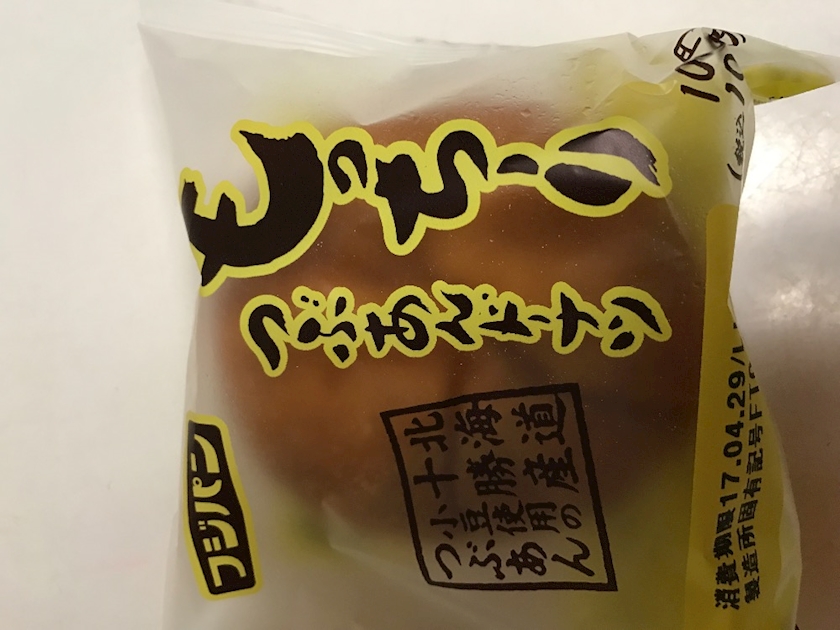 もっちーり
つぶあんドーナツ
北海道
十勝産
小豆使用の
つぶあん
フジパン
消費期限17.04.29/
製造所固有記号
(税込